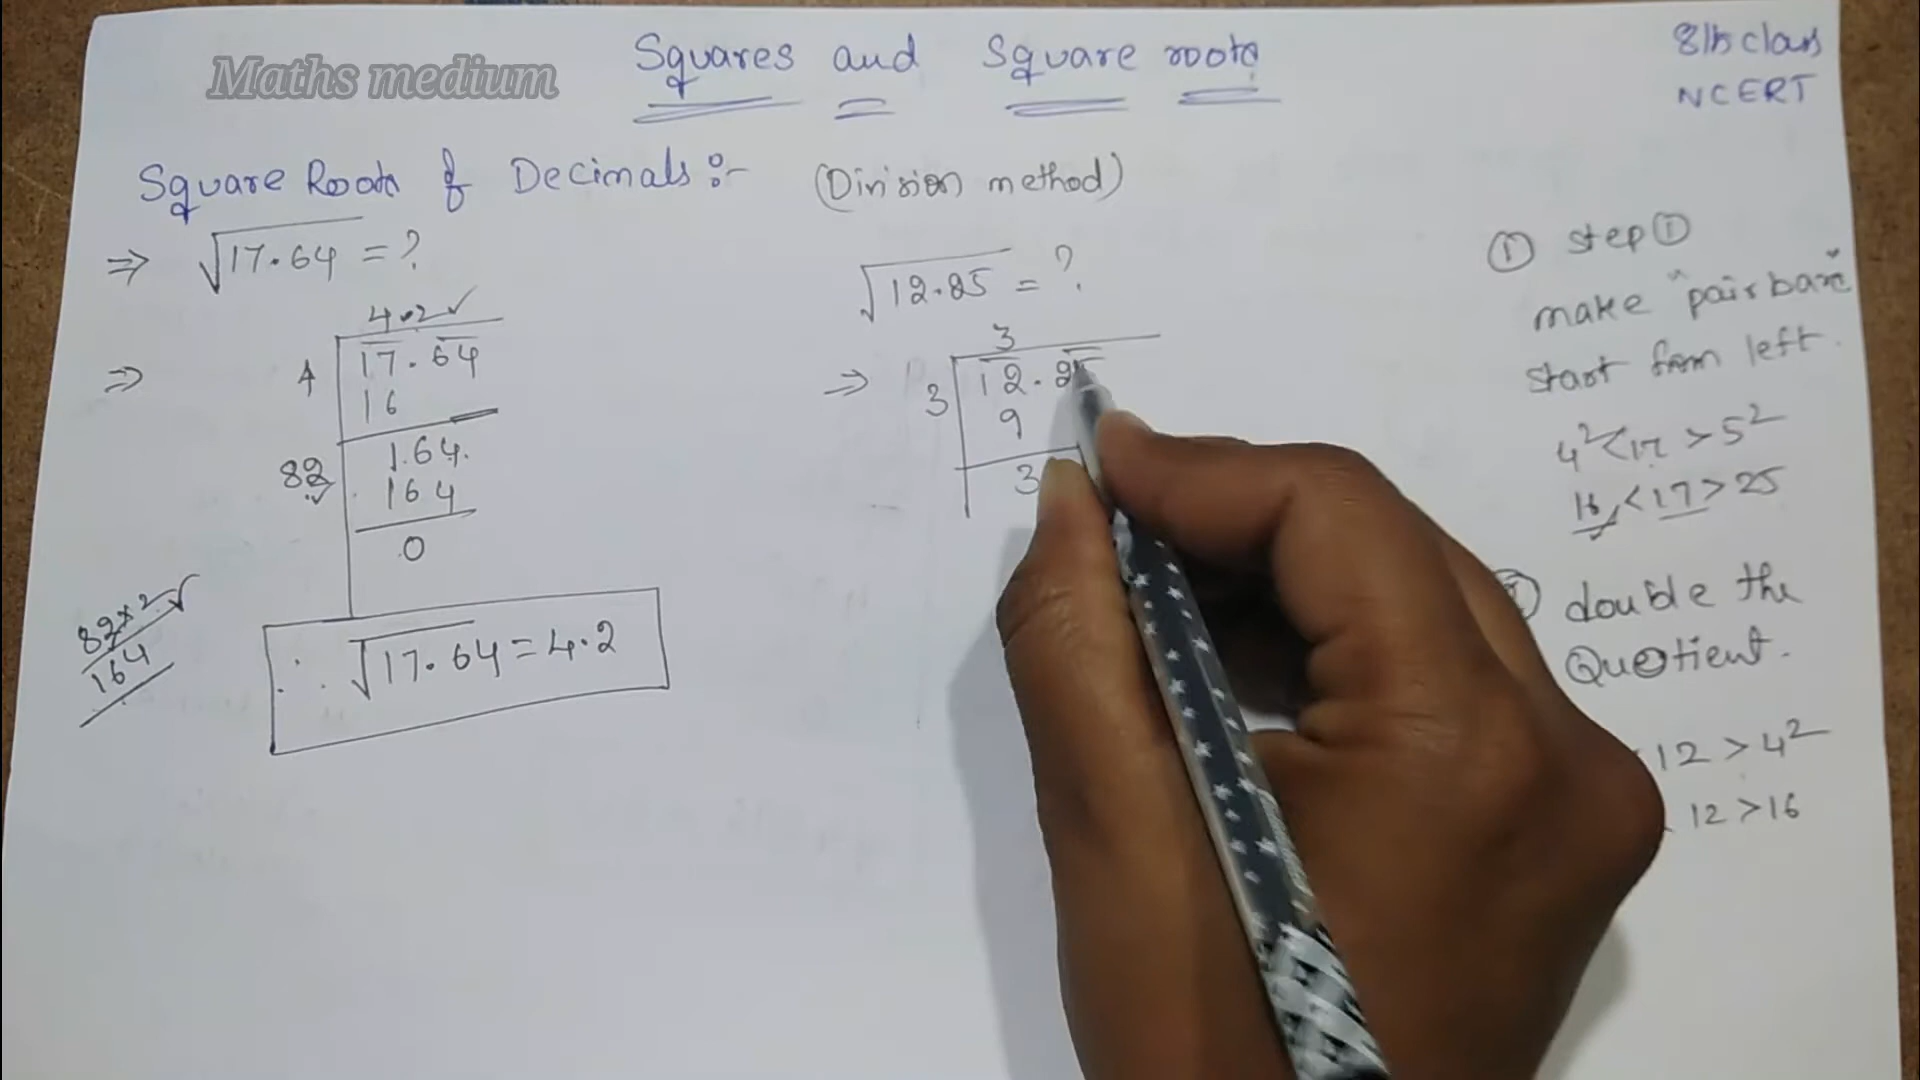 Maths medium
Squares and Square roots
8th class
NCERT
Square Roots of Decimals :- (Division method)
⇒ √17.64 = ?
4.2 ✓
⇒ 4 17.64
16
82 1 64.
164
0
82×2 ✓
164
∴ √17.64 = 4.2
√12.25 = ?
3
⇒ 3 12.25
9
3
① step ①
make "pair bars"
start from left.
4² < 17 > 5²
16 < 17 > 25
double the
Quotient.
12 > 4²
12 > 16